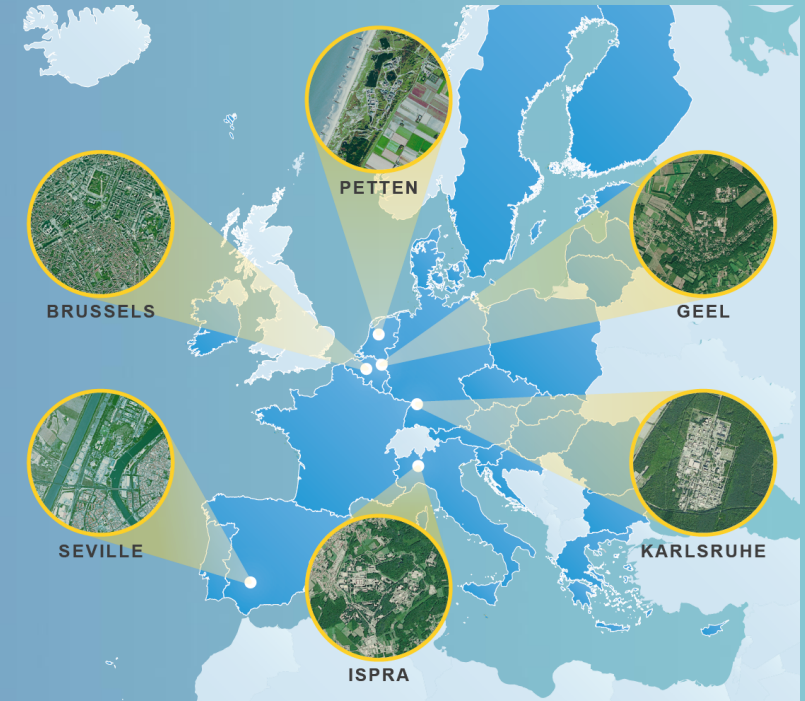 PETTEN
BRUSSELS
GEEL
SEVILLE
KARLSRUHE
ISPRA